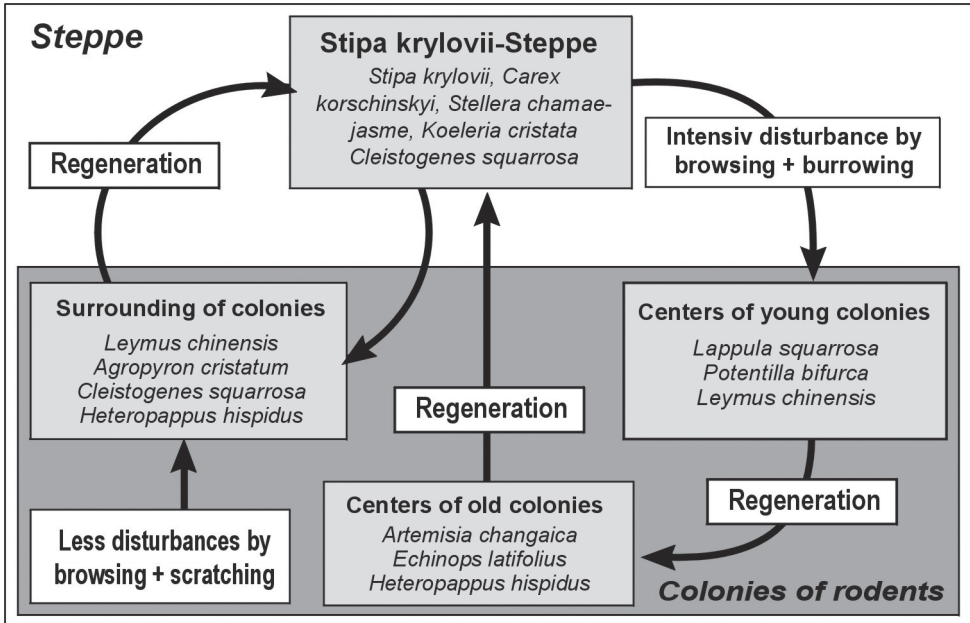 Steppe
Stipa krylovii-Steppe
Stipa krylovii, Carex
korschinskyi, Stellera chamae-
jasme, Koeleria cristata
Cleistogenes squarrosa
Regeneration
Intensiv disturbance by
browsing + burrowing
Surrounding of colonies
Leymus chinensis
Agropyron cristatum
Cleistogenes squarrosa
Heteropappus hispidus
Centers of young colonies
Lappula squarrosa
Potentilla bifurca
Leymus chinensis
Regeneration
Regeneration
Centers of old colonies
Artemisia changaica
Echinops latifolius
Heteropappus hispidus
Less disturbances by
browsing + scratching
Colonies of rodents